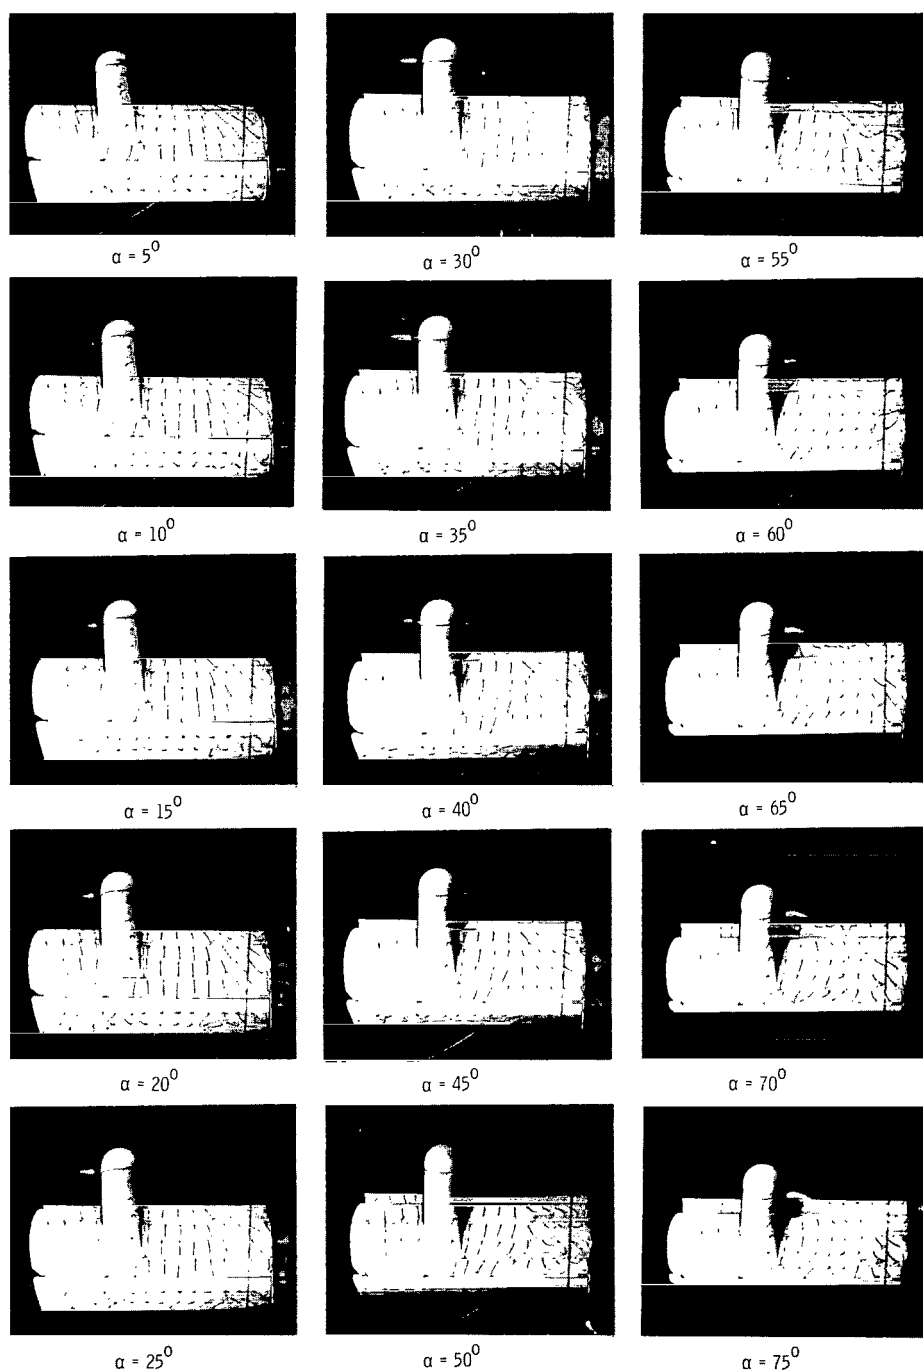 α = 5⁰
α = 30⁰
α = 55⁰
α = 10⁰
α = 35⁰
α = 60⁰
α = 15⁰
α = 40⁰
α = 65⁰
α = 20⁰
α = 45⁰
α = 70⁰
α = 25⁰
α = 50⁰
α = 75⁰